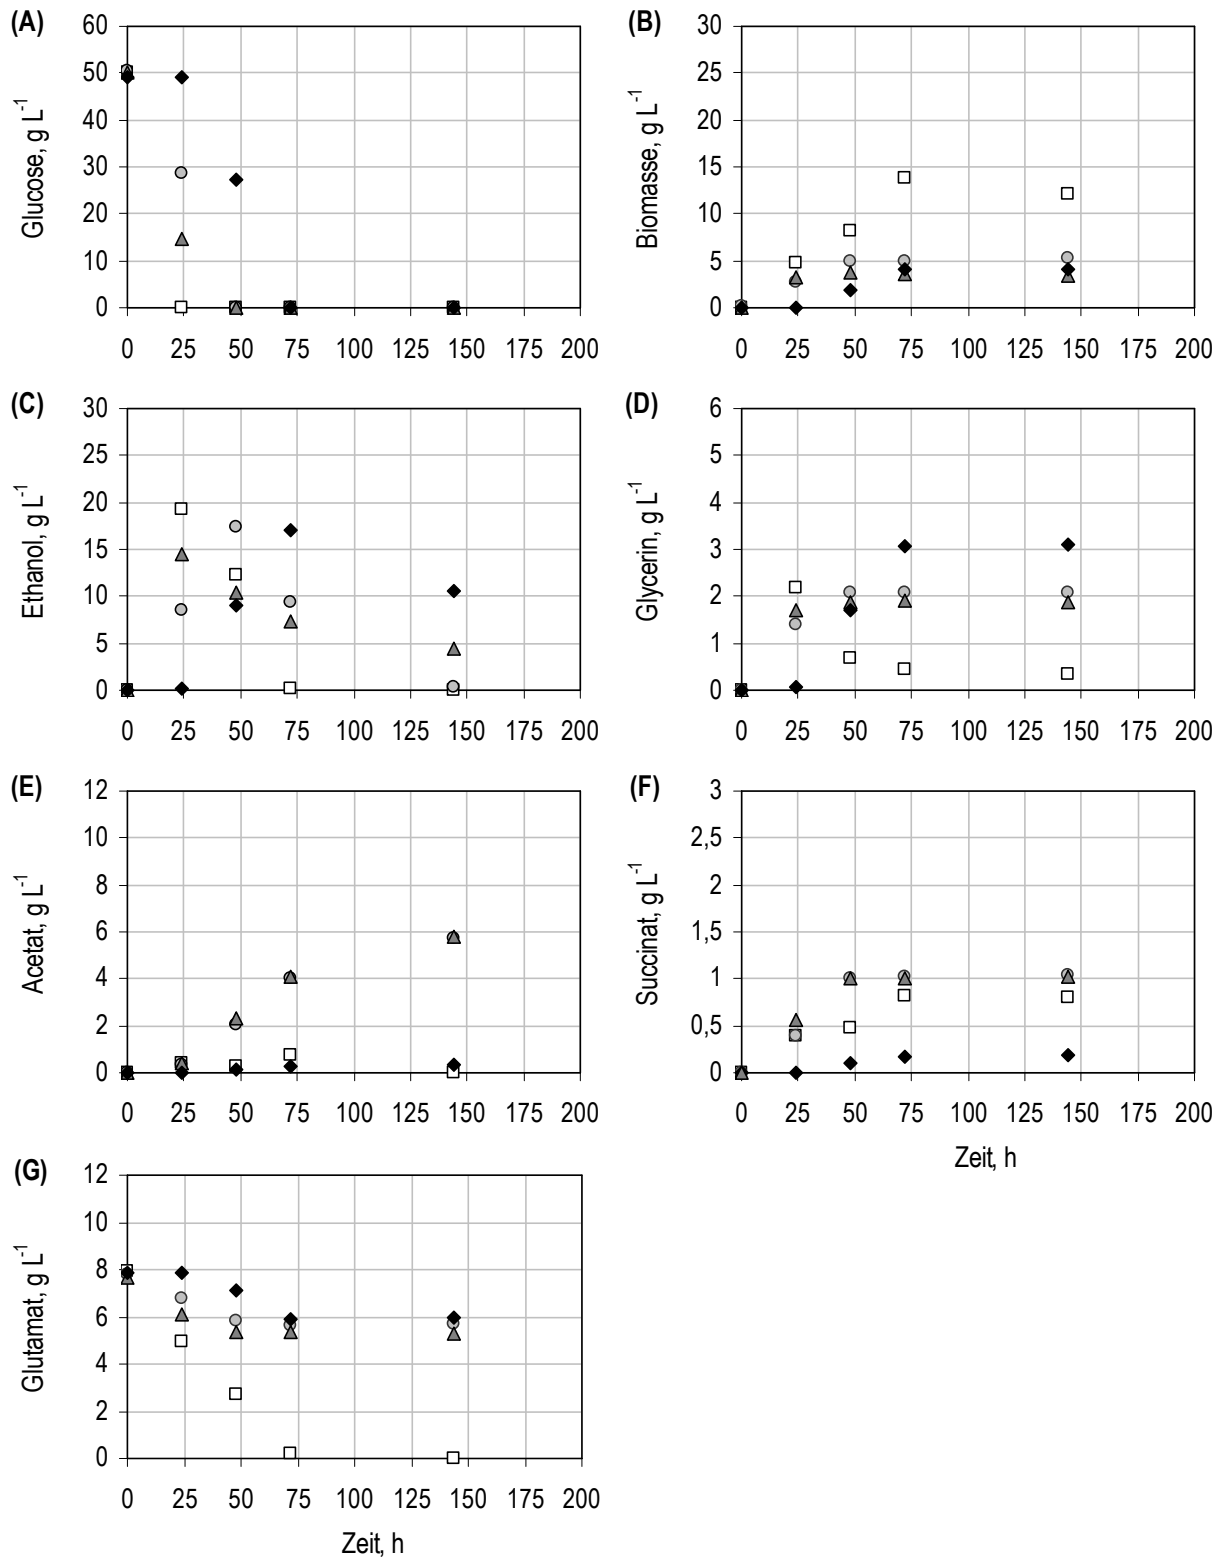 (A)
60
50
40
30
20
10
0
Glucose, g L⁻¹
0 25 50 75 100 125 150 175 200
(B)
30
25
20
15
10
5
0
Biomasse, g L⁻¹
0 25 50 75 100 125 150 175 200
(C)
30
25
20
15
10
5
0
Ethanol, g L⁻¹
0 25 50 75 100 125 150 175 200
(D)
6
5
4
3
2
1
0
Glycerin, g L⁻¹
0 25 50 75 100 125 150 175 200
(E)
12
10
8
6
4
2
0
Acetat, g L⁻¹
0 25 50 75 100 125 150 175 200
(F)
3
2,5
2
1,5
1
0,5
0
Succinat, g L⁻¹
0 25 50 75 100 125 150 175 200
Zeit, h
(G)
12
10
8
6
4
2
0
Glutamat, g L⁻¹
0 25 50 75 100 125 150 175 200
Zeit, h